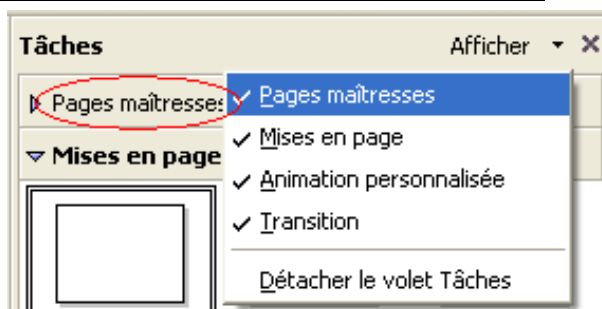 Tâches
Afficher
Pages maîtresses
Mises en page
Pages maîtresses
Mises en page
Animation personnalisée
Transition
Détacher le volet Tâches